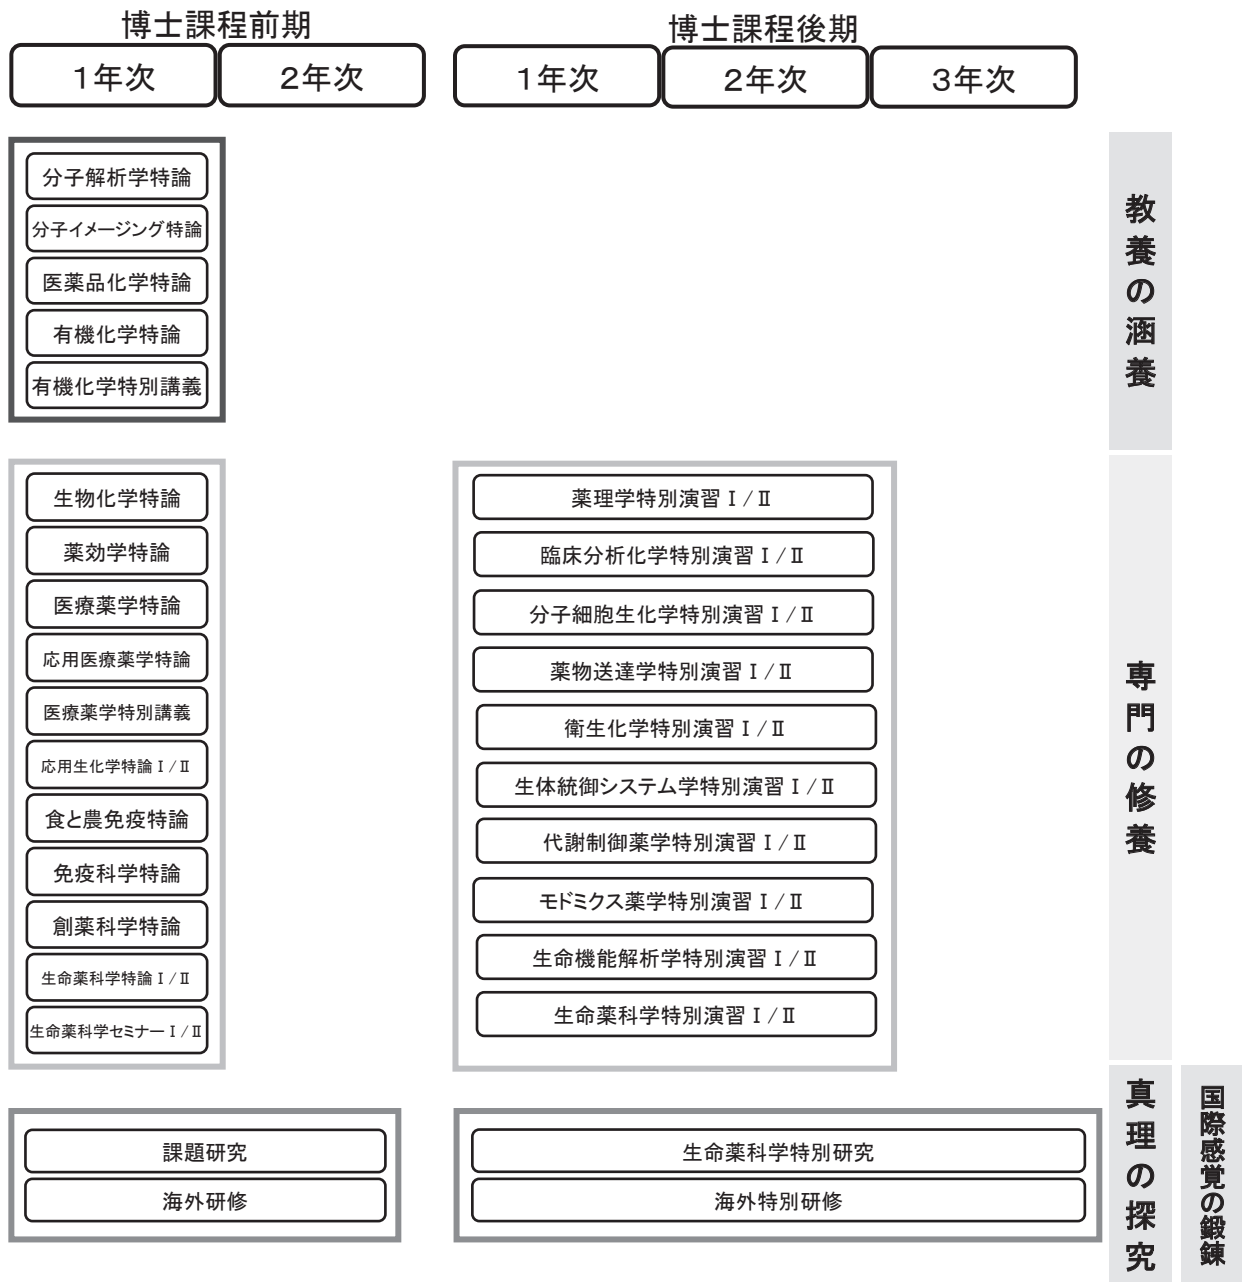 博士課程前期
1年次
2年次
博士課程後期
1年次
2年次
3年次
分子解析学特論
分子イメージング特論
医薬品化学特論
有機化学特論
有機化学特別講義
教養の涵養
生物化学特論
薬効学特論
医療薬学特論
応用医療薬学特論
医療薬学特別講義
応用生化学特論Ⅰ/Ⅱ
食と農免疫特論
免疫科学特論
創薬科学特論
生命薬科学特論Ⅰ/Ⅱ
生命薬科学セミナーⅠ/Ⅱ
薬理学特別演習Ⅰ/Ⅱ
臨床分析化学特別演習Ⅰ/Ⅱ
分子細胞生化学特別演習Ⅰ/Ⅱ
薬物送達学特別演習Ⅰ/Ⅱ
衛生化学特別演習Ⅰ/Ⅱ
生体統御システム学特別演習Ⅰ/Ⅱ
代謝制御薬学特別演習Ⅰ/Ⅱ
モドミクス薬学特別演習Ⅰ/Ⅱ
生命機能解析学特別演習Ⅰ/Ⅱ
生命薬科学特別演習Ⅰ/Ⅱ
専門の修養
課題研究
海外研修
生命薬科学特別研究
海外特別研修
真理の探究
国際感覚の鍛錬